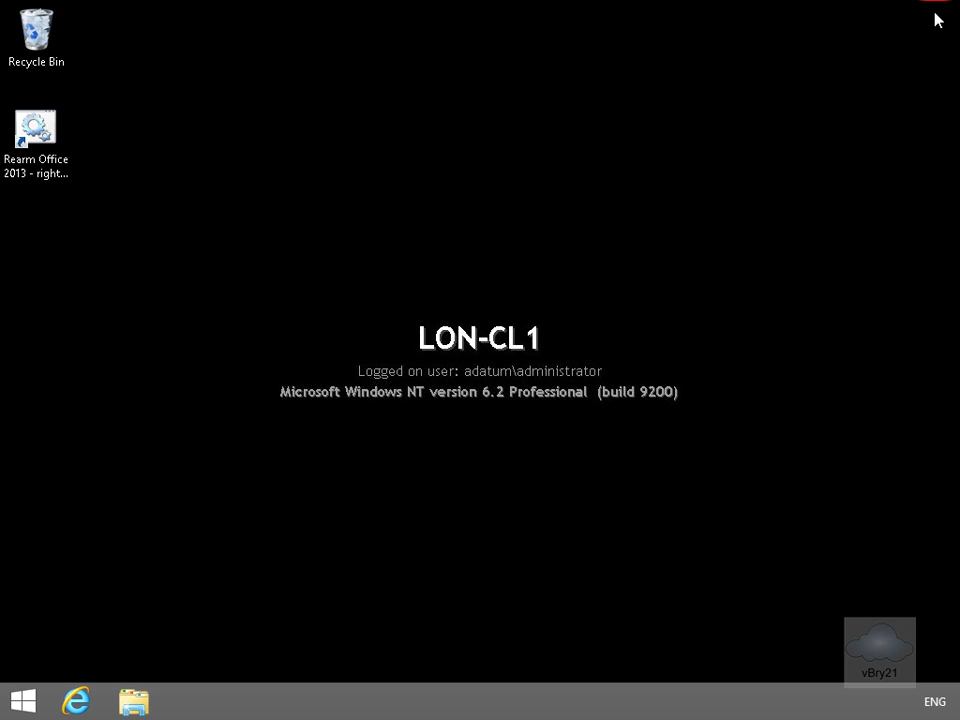 Recycle Bin
Rearm Office
2013 - right...
LON-CL1
Logged on user: adatum\administrator
Microsoft Windows NT version 6.2 Professional (build 9200)
vBry21
ENG